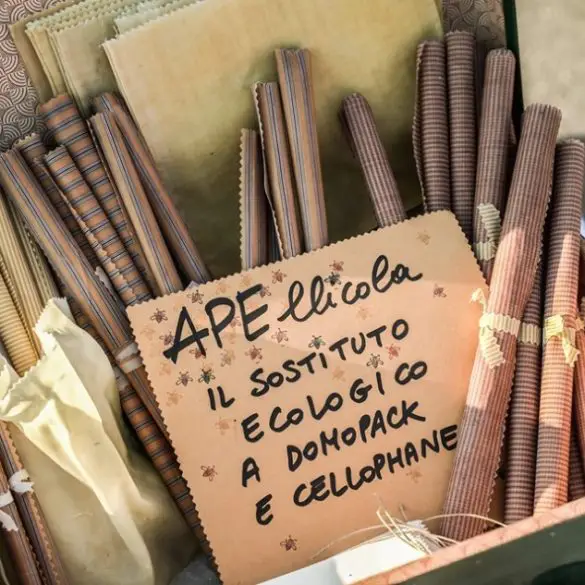 APEllicola
IL SOSTITUTO
ECOLOGICO
A DOMOPACK
E CELLOPHANE